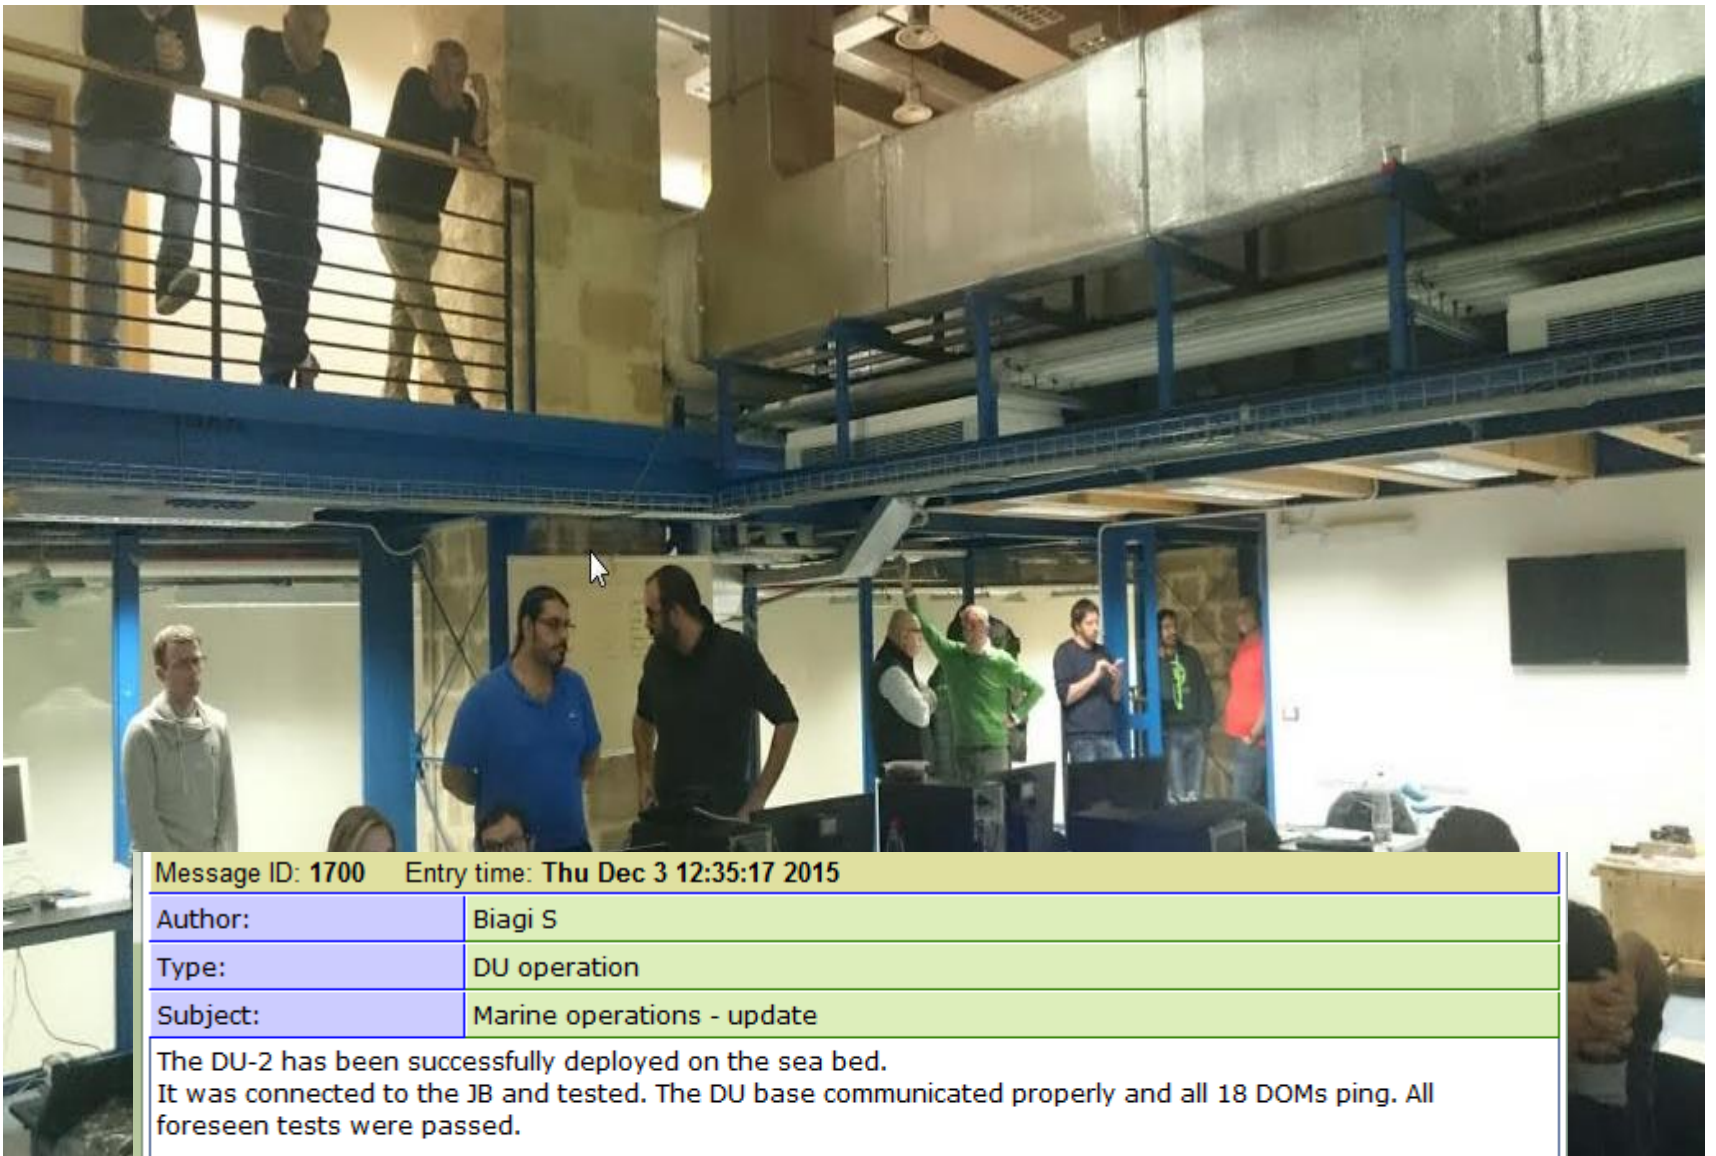 Message ID: 1700 Entry time: Thu Dec 3 12:35:17 2015
Author: Biagi S
Type: DU operation
Subject: Marine operations - update
The DU-2 has been successfully deployed on the sea bed.
It was connected to the JB and tested. The DU base communicated properly and all 18 DOMs ping. All
foreseen tests were passed.